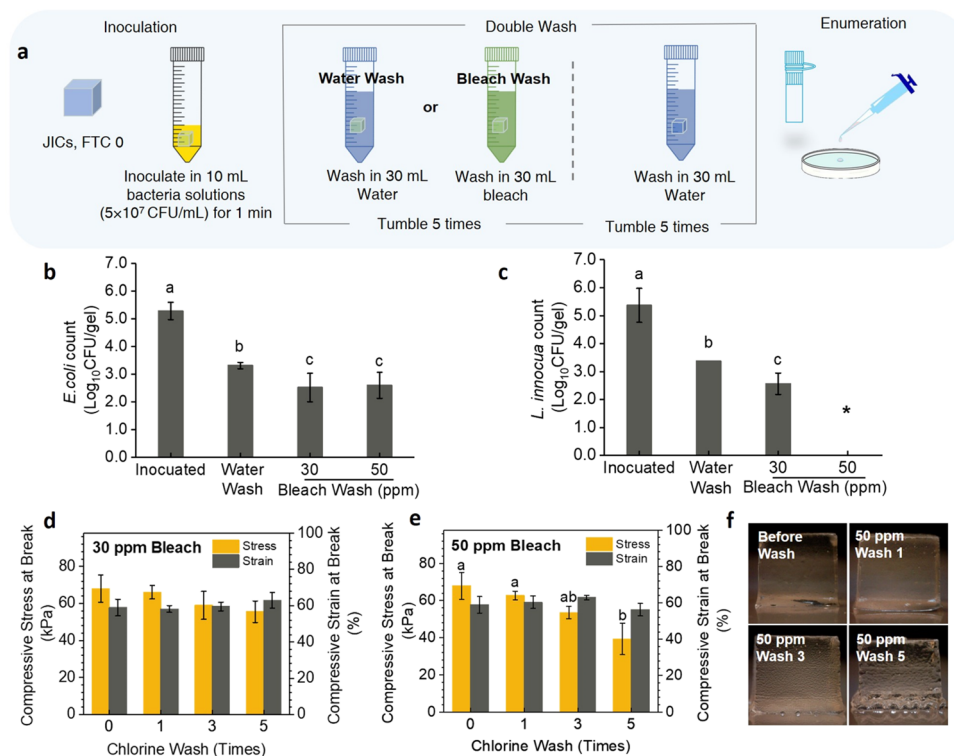 a
Inoculation
Double Wash
Enumeration
Water Wash
or
Bleach Wash
JICs, FTC 0
Inoculate in 10 mL
bacteria solutions
(5×10⁷ CFU/mL) for 1 min
Wash in 30 mL
Water
Wash in 30 mL
bleach
Wash in 30 mL
Water
Tumble 5 times
Tumble 5 times
b
E.coli count
(Log₁₀CFU/gel)
7.0
6.0
5.0
4.0
3.0
2.0
1.0
0.0
a
b
c
c
Inocuated
Water
Wash
30
50
Bleach Wash (ppm)
c
L. innocua count
(Log₁₀CFU/gel)
7.0
6.0
5.0
4.0
3.0
2.0
1.0
0.0
a
b
c
*
Inocuated
Water
Wash
30
50
Bleach Wash (ppm)
d
30 ppm Bleach
Stress
Strain
Compressive Stress at Break
(kPa)
80
60
40
20
0
100
80
60
40
20
0
Compressive Strain at Break
(%)
0
1
3
5
Chlorine Wash (Times)
e
50 ppm Bleach
Stress
Strain
Compressive Stress at Break
(kPa)
80
60
40
20
0
a
a
ab
b
100
80
60
40
20
0
Compressive Strain at Break
(%)
0
1
3
5
Chlorine Wash (Times)
f
Before
Wash
50 ppm
Wash 1
50 ppm
Wash 3
50 ppm
Wash 5